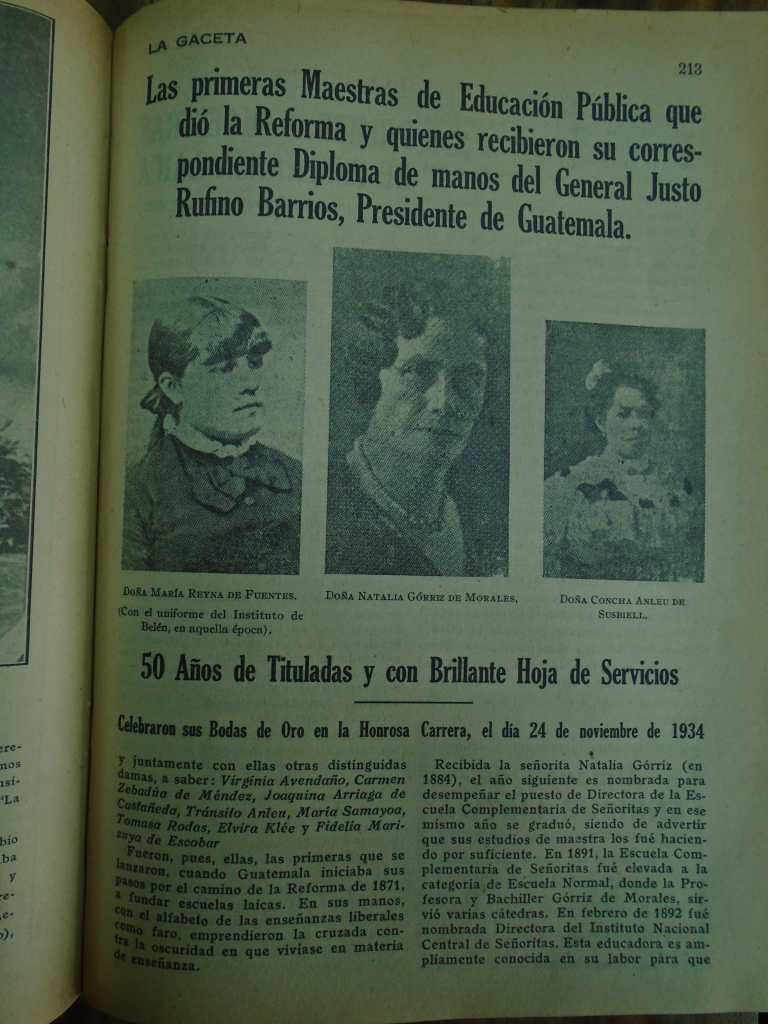 LA GACETA
213
Las primeras Maestras de Educación Pública que
dió la Reforma y quienes recibieron su corres-
pondiente Diploma de manos del General Justo
Rufino Barrios, Presidente de Guatemala.
DOÑA MARÍA REYNA DE FUENTES.
(Con el uniforme del Instituto de
Belén, en aquella época).
DOÑA NATALIA GÓRRIZ DE MORALES.
DOÑA CONCHA ANLEU DE
SUSBIELL.
50 Años de Tituladas y con Brillante Hoja de Servicios
Celebraron sus Bodas de Oro en la Honrosa Carrera, el día 24 de noviembre de 1934
y juntamente con ellas otras distinguidas
damas, a saber: Virginia Avendaño, Carmen
Zebadúa de Méndez, Joaquina Arriaga de
Castañeda, Tránsito Anleu, María Samayoa,
Tomasa Rodas, Elvira Klée y Fidelia Mari-
de Escobar
Fueron, pues, ellas, las primeras que se
lanzaron, cuando Guatemala iniciaba sus
pasos por el camino de la Reforma de 1871,
a fundar escuelas laicas. En sus manos,
con el alfabeto de las enseñanzas liberales
como faro, emprendieron la cruzada con-
tra la oscuridad en que vivíase en materia
de enseñanza.
Recibida la señorita Natalia Górriz (en
1884), el año siguiente es nombrada para
desempeñar el puesto de Directora de la Es-
cuela Complementaria de Señoritas y en ese
mismo año se graduó, siendo de advertir
que sus estudios de maestra los fué hacien-
do por suficiente. En 1891, la Escuela Com-
plementaria de Señoritas fué elevada a la
categoría de Escuela Normal, donde la Pro-
fesora y Bachiller Górriz de Morales, sir-
vió varias cátedras. En febrero de 1892 fué
nombrada Directora del Instituto Nacional
Central de Señoritas. Esta educadora es am-
pliamente conocida en su labor para que